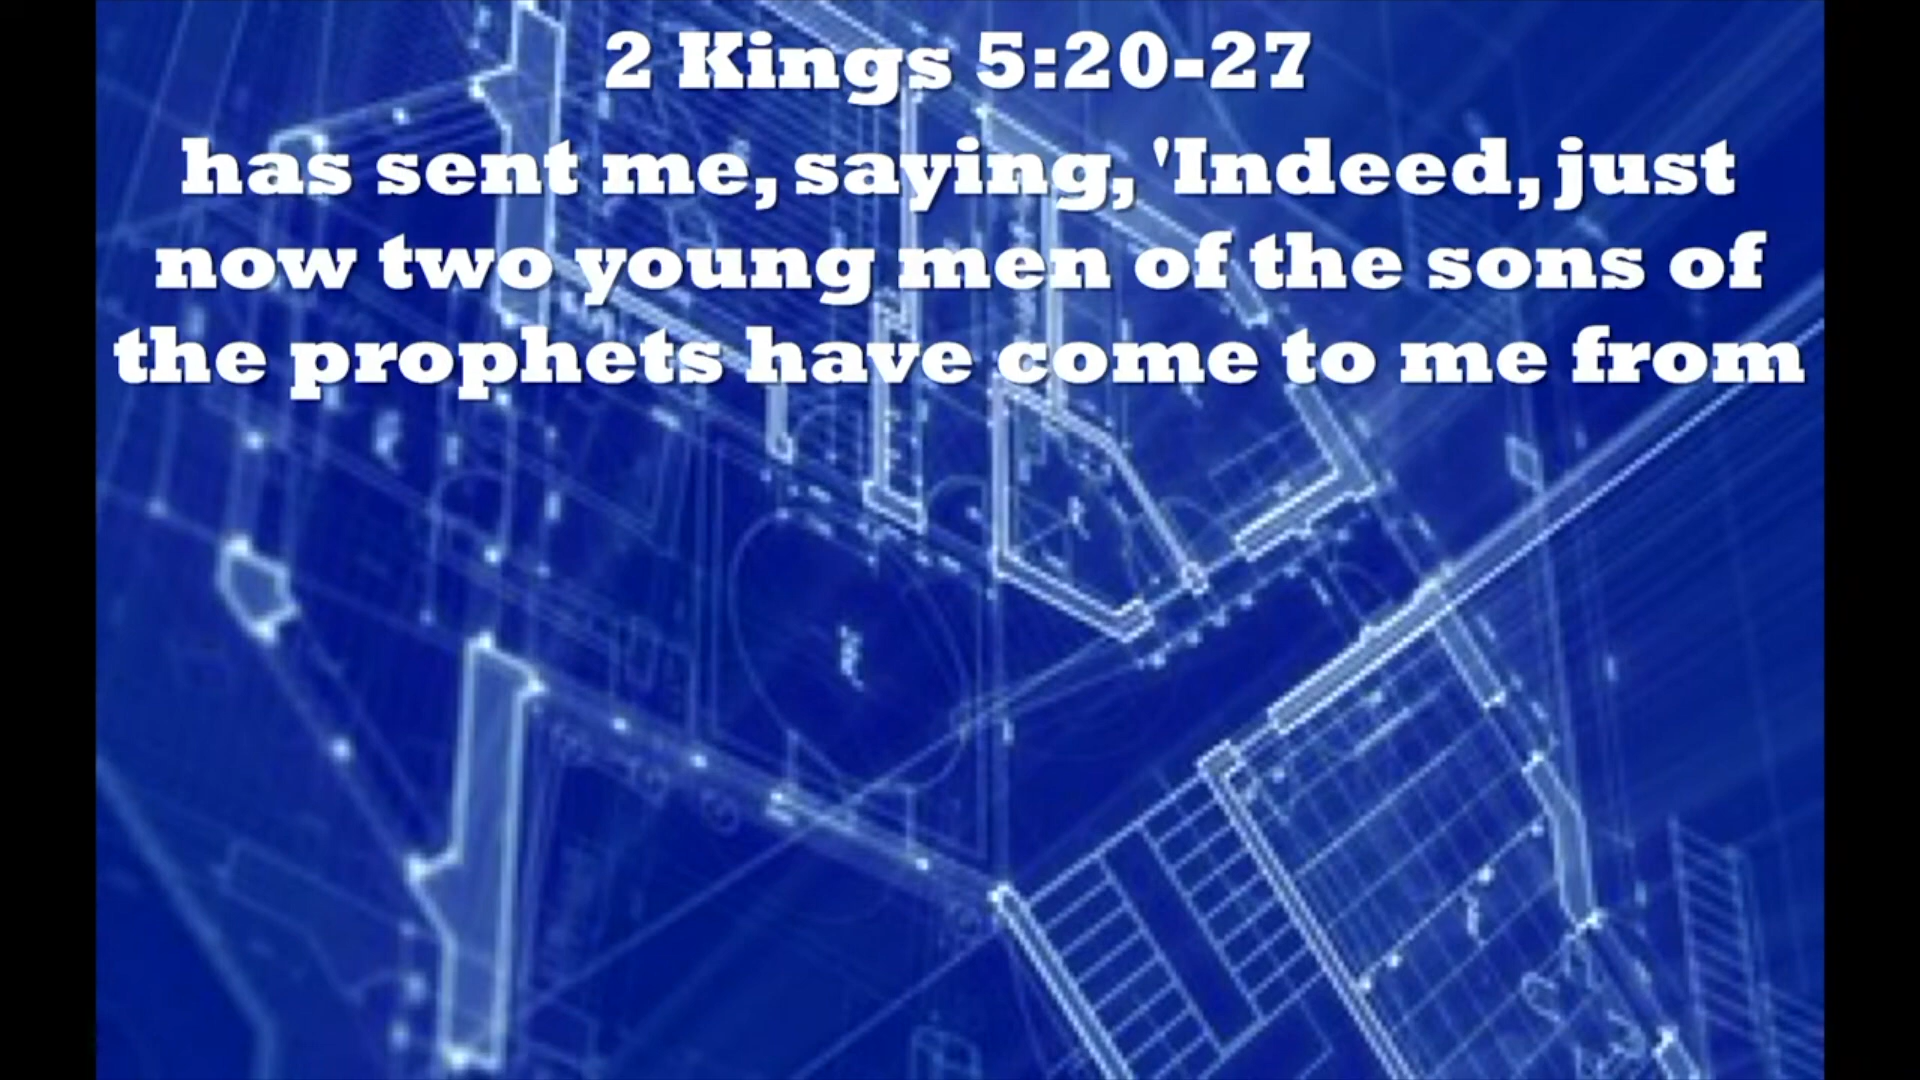 2 Kings 5:20-27
has sent me, saying, 'Indeed, just
now two young men of the sons of
the prophets have come to me from